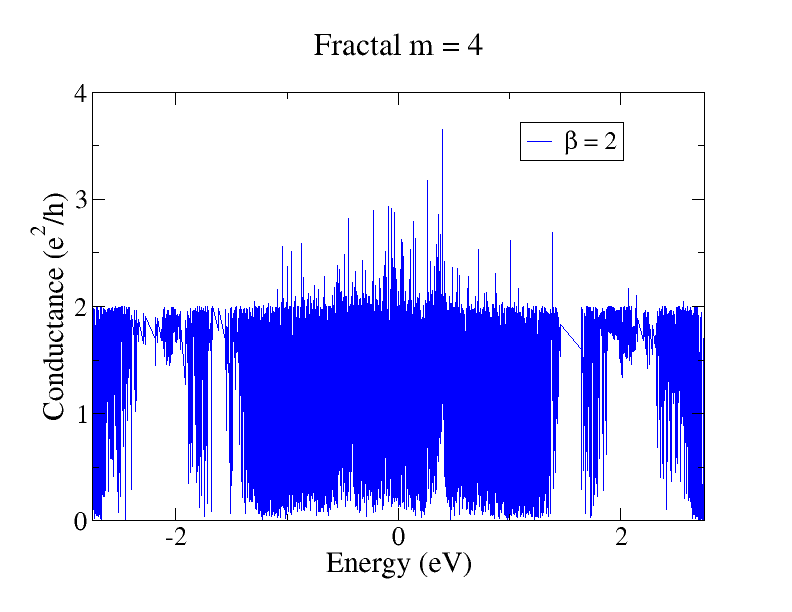 Fractal m = 4
β = 2
Conductance (e²/h)
4
3
2
1
0
-2
0
2
Energy (eV)